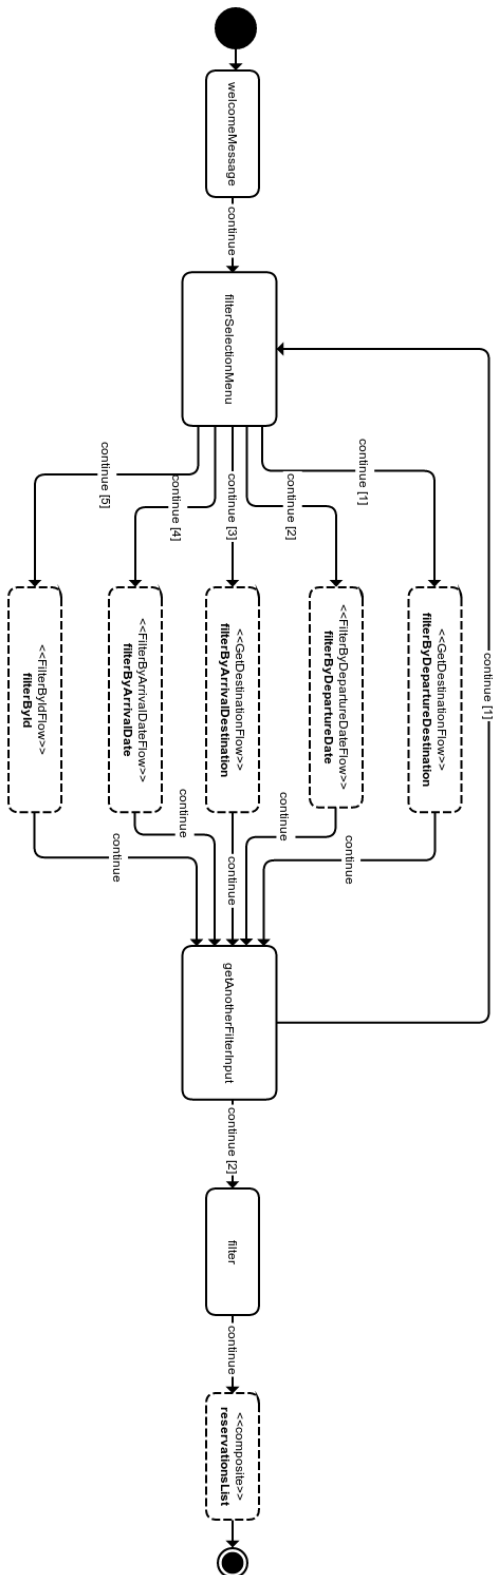 welcomeMessage
continue
filterSelectionMenu
continue [1]
continue [2]
continue [3]
continue [4]
continue [5]
<<GetDestinationFlow>>
filterByDepartureDestination
<<FilterByDepartureDateFlow>>
filterByDepartureDate
<<GetDestinationFlow>>
filterByArrivalDestination
<<FilterByArrivalDateFlow>>
filterByArrivalDate
<<FilterByIdFlow>>
filterById
continue [1]
continue
continue
continue
continue
continue
getAnotherFilterInput
continue [2]
filter
continue
<<composite>>
reservationsList